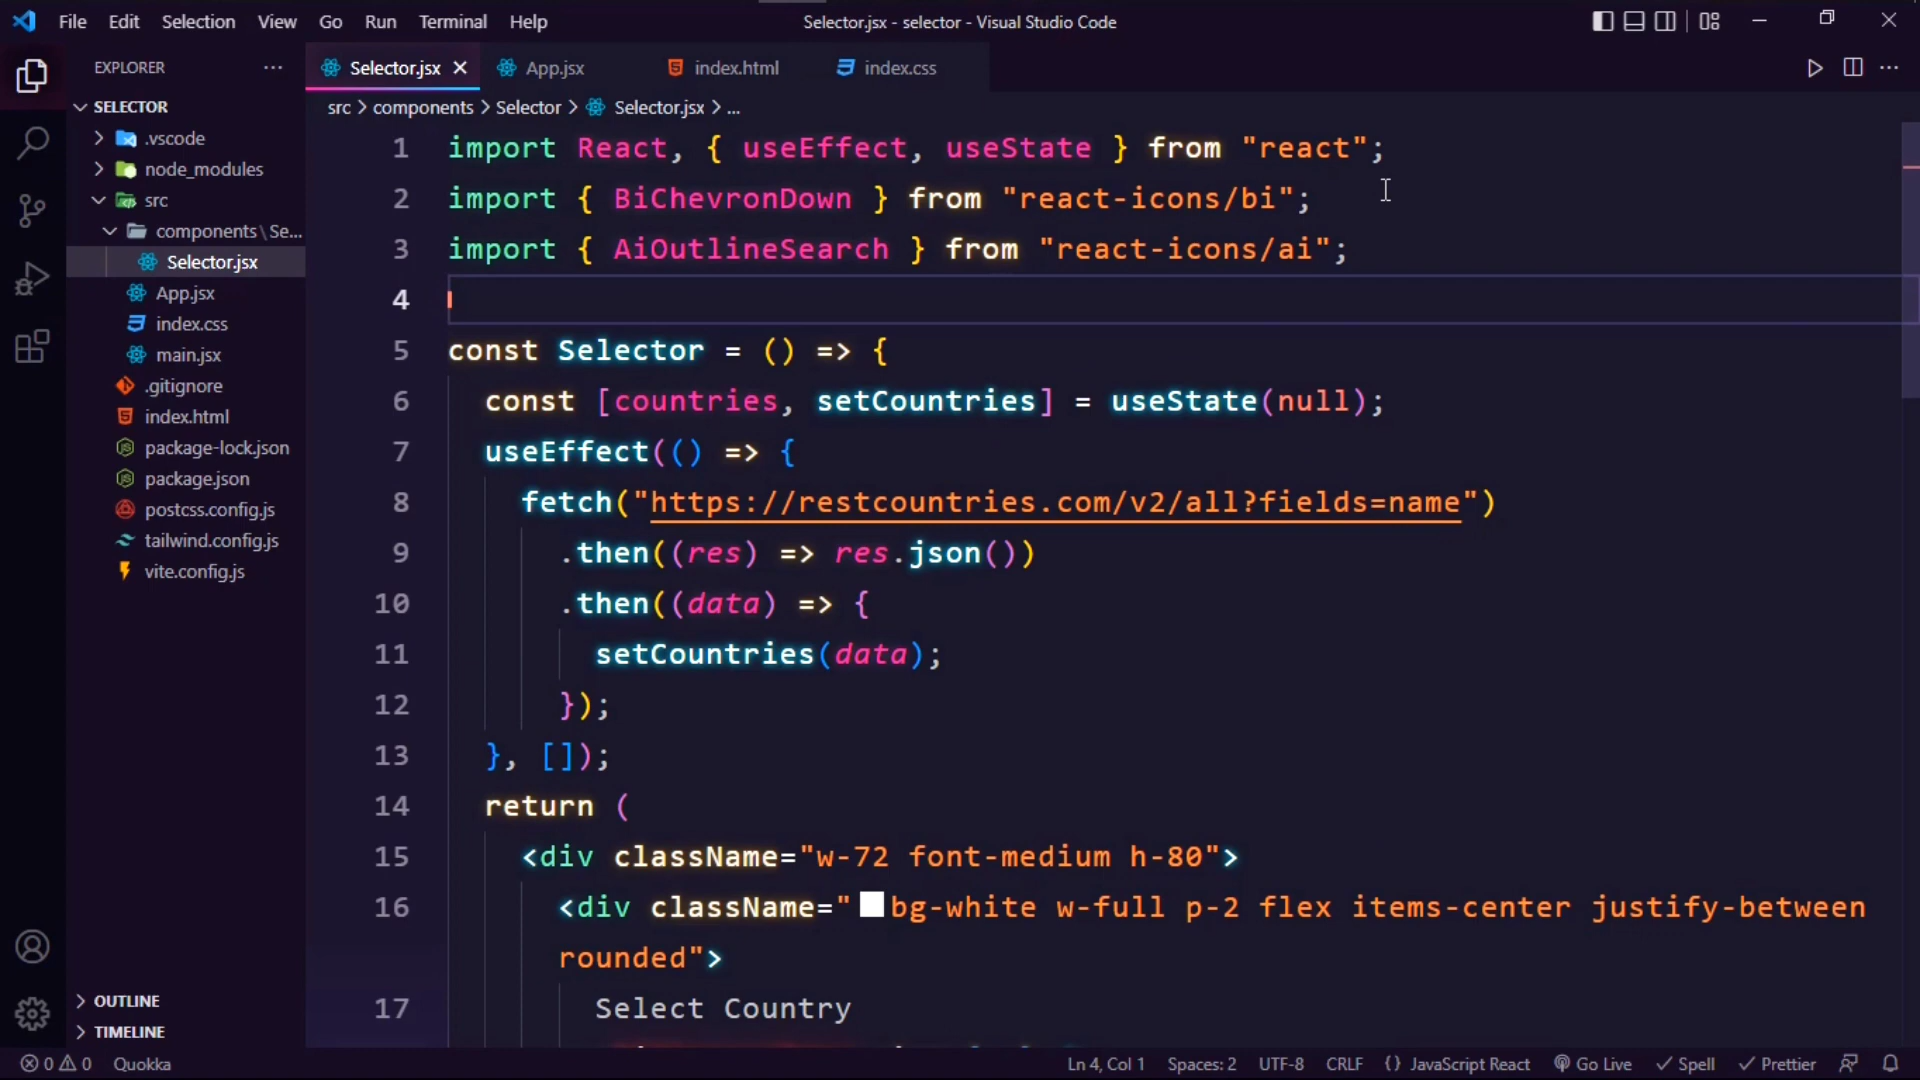 File Edit Selection View Go Run Terminal Help
Selector.jsx - selector - Visual Studio Code
EXPLORER
SELECTOR
.vscode
node_modules
src
components\Se...
Selector.jsx
App.jsx
index.css
main.jsx
.gitignore
index.html
package-lock.json
package.json
postcss.config.js
tailwind.config.js
vite.config.js
OUTLINE
TIMELINE
Selector.jsx App.jsx index.html index.css
src > components > Selector > Selector.jsx > ...
1 import React, { useEffect, useState } from "react";
2 import { BiChevronDown } from "react-icons/bi";
3 import { AiOutlineSearch } from "react-icons/ai";
4
5 const Selector = () => {
6 const [countries, setCountries] = useState(null);
7 useEffect(() => {
8 fetch("https://restcountries.com/v2/all?fields=name")
9 .then((res) => res.json())
10 .then((data) => {
11 setCountries(data);
12 });
13 }, []);
14 return (
15 <div className="w-72 font-medium h-80">
16 <div className="bg-white w-full p-2 flex items-center justify-between
rounded">
17 Select Country
0 0 Quokka Ln 4, Col 1 Spaces: 2 UTF-8 CRLF {} JavaScript React Go Live Spell Prettier